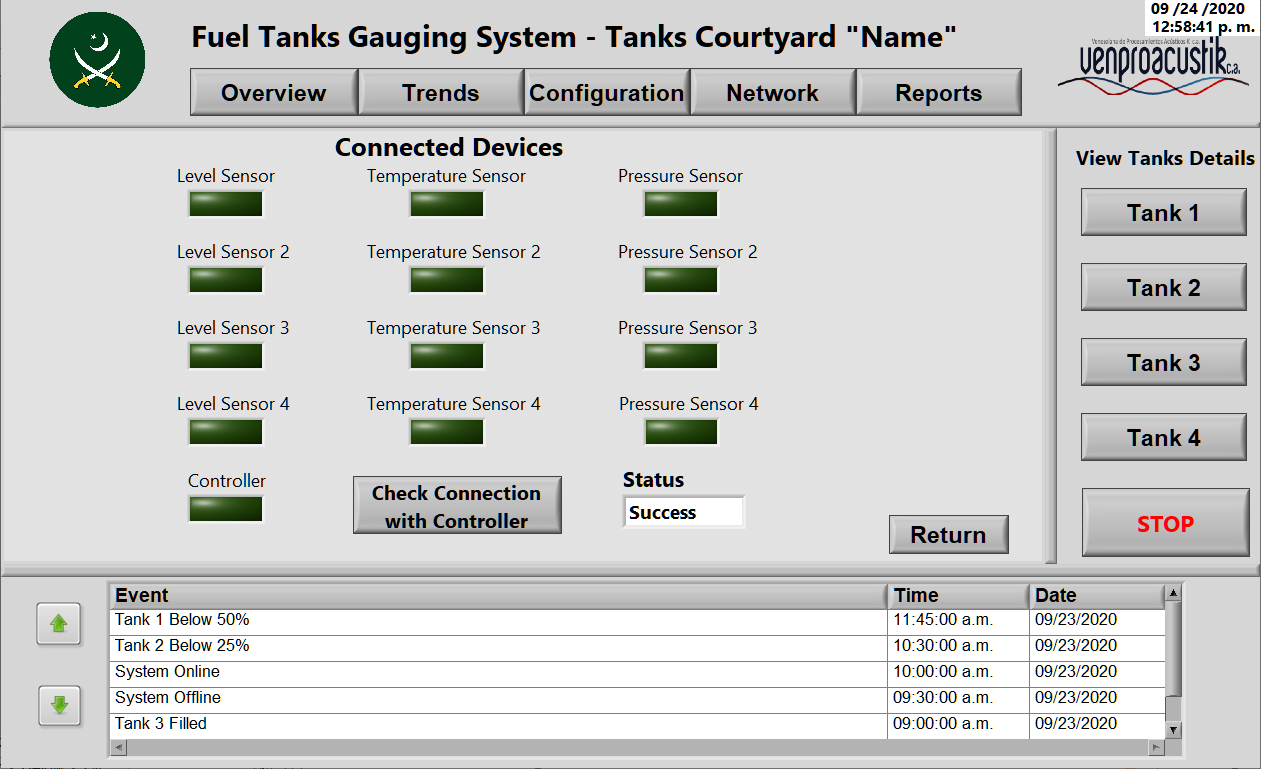 09 /24 /2020
12:58:41 p. m.
Fuel Tanks Gauging System - Tanks Courtyard "Name"
Venezolana de Procesamientos Acústicos K c.a.
venproacustik c.a.
Overview Trends Configuration Network Reports
Connected Devices
View Tanks Details
Level Sensor Temperature Sensor Pressure Sensor
Tank 1
Level Sensor 2 Temperature Sensor 2 Pressure Sensor 2
Tank 2
Level Sensor 3 Temperature Sensor 3 Pressure Sensor 3
Tank 3
Level Sensor 4 Temperature Sensor 4 Pressure Sensor 4
Tank 4
Controller
Check Connection
with Controller
Status
Success
Return
STOP
Event Time Date
Tank 1 Below 50% 11:45:00 a.m. 09/23/2020
Tank 2 Below 25% 10:30:00 a.m. 09/23/2020
System Online 10:00:00 a.m. 09/23/2020
System Offline 09:30:00 a.m. 09/23/2020
Tank 3 Filled 09:00:00 a.m. 09/23/2020